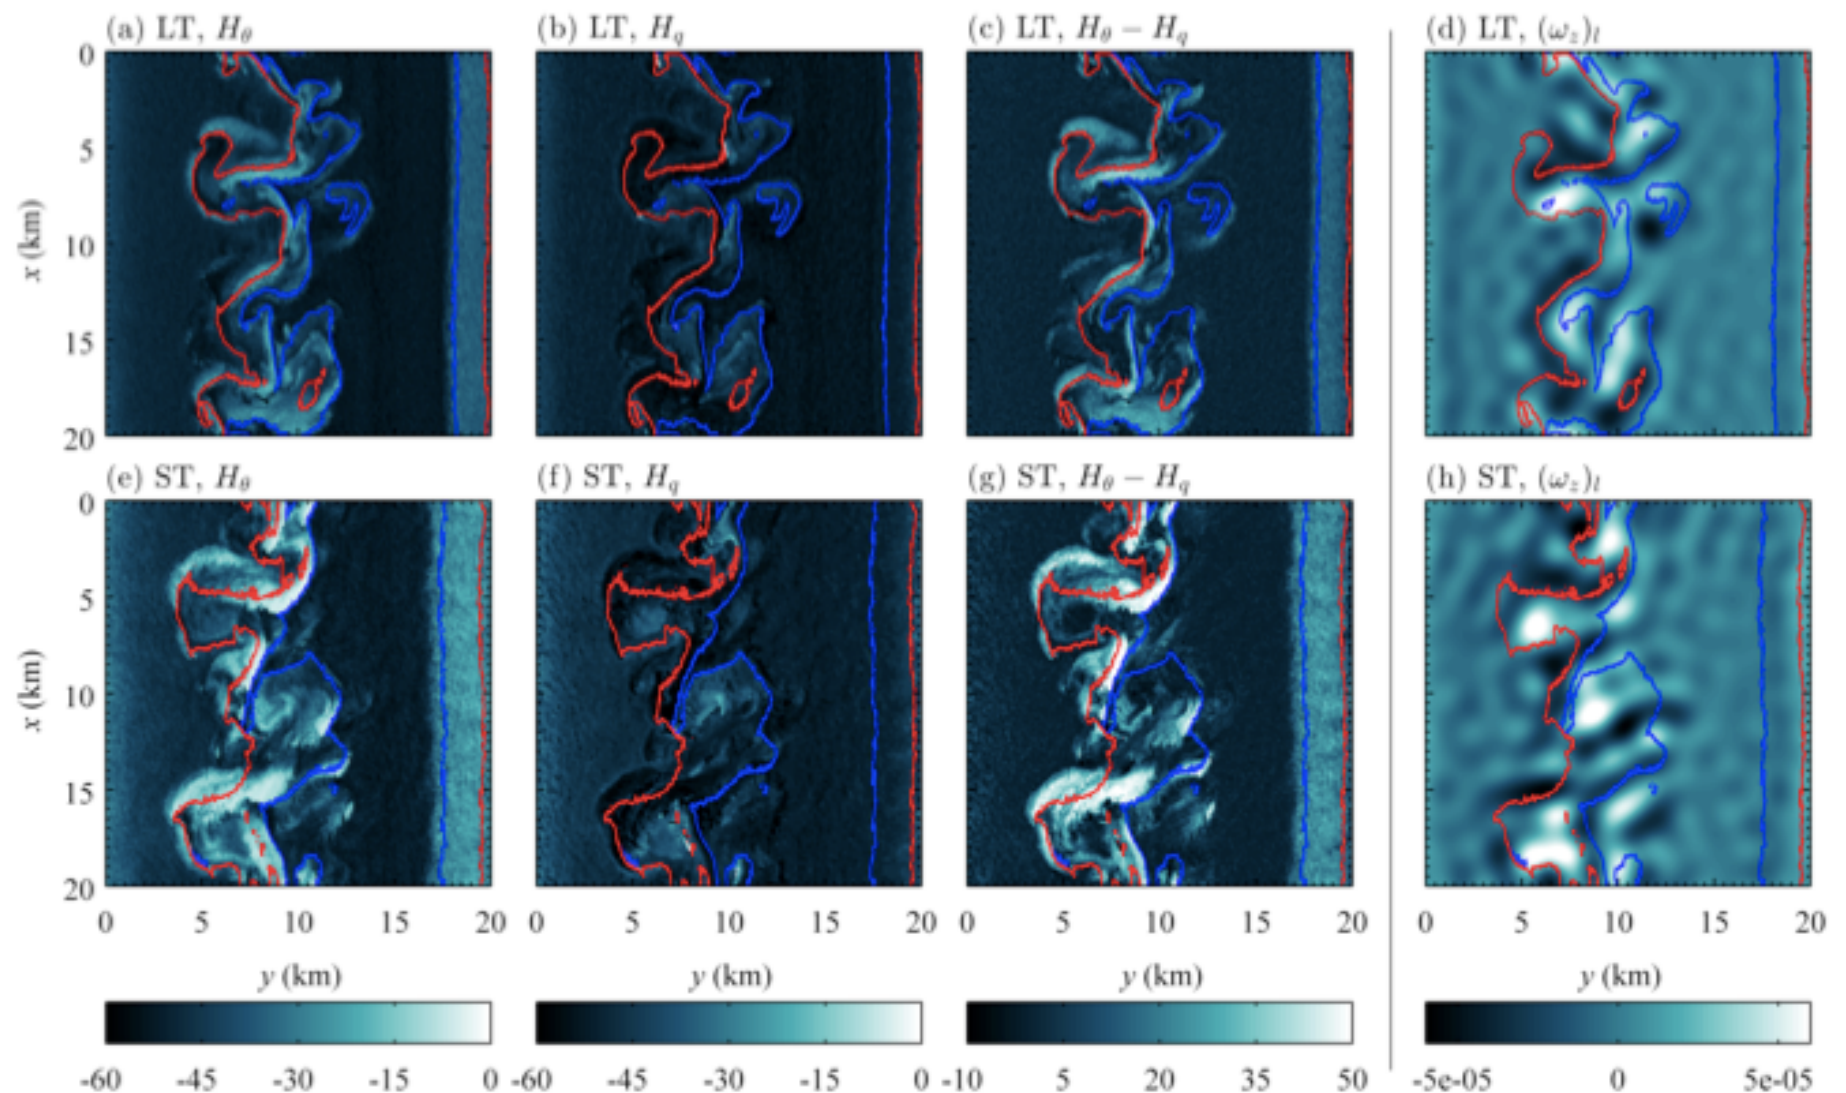 (a) LT, Hθ
(b) LT, Hq
(c) LT, Hθ − Hq
(d) LT, (ωz)l
0
5
10
15
20
x (km)
(e) ST, Hθ
(f) ST, Hq
(g) ST, Hθ − Hq
(h) ST, (ωz)l
0
5
10
15
20
x (km)
0 5 10 15 20
0 5 10 15 20
0 5 10 15 20
0 5 10 15 20
y (km)
y (km)
y (km)
y (km)
-60 -45 -30 -15 0
-60 -45 -30 -15 0
-10 5 20 35 50
-5e-05 0 5e-05